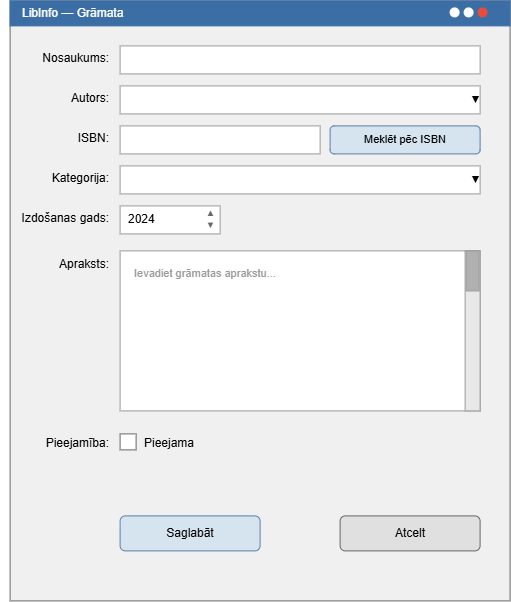 LibInfo — Grāmata
Nosaukums:
Autors:
ISBN:
Meklēt pēc ISBN
Kategorija:
Izdošanas gads:
2024
Apraksts:
Ievadiet grāmatas aprakstu...
Pieejamība:
Pieejama
Saglabāt
Atcelt